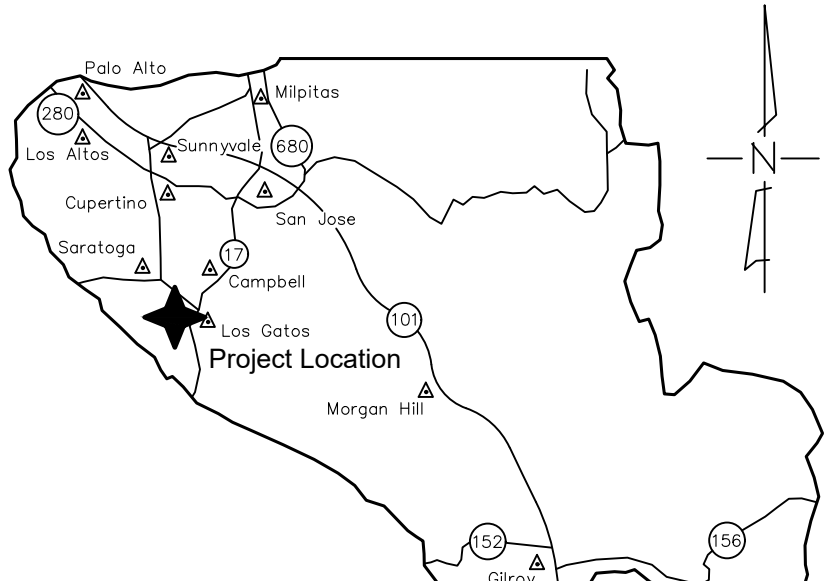 Palo Alto
Milpitas
280
Los Altos
Sunnyvale
680
N
Cupertino
San Jose
Saratoga
17
Campbell
101
Los Gatos
Project Location
Morgan Hill
152
156
Gilroy